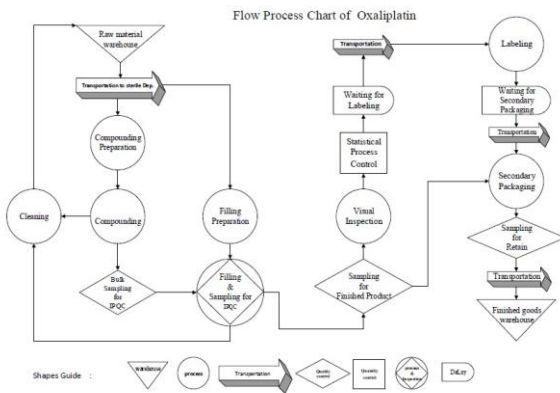 Flow Process Chart of Oxaliplatin
Raw material
warehouse
Transportation to sterile Dep.
Compounding
Preparation
Cleaning
Compounding
Filling
Preparation
Bulk
Sampling
for
IPQC
Filling
&
Sampling for
IPQC
Transportation
Waiting for
Labeling
Statistical
Process
Control
Visual
Inspection
Sampling
for
Finished Product
Labeling
Waiting for
Secondary
Packaging
Transportation
Secondary
Packaging
Sampling
for
Retain
Transportation
Finished goods
warehouse
Shapes Guide :
warehouse
process
Transportation
Quality
control
Quantity
control
process
&
DeLay